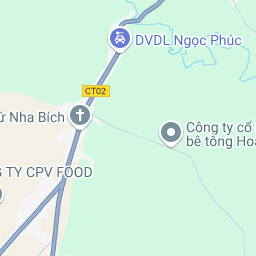 DVDL Ngọc Phúc
CT02
ứ Nha Bích
Công ty cổ
bê tông Hoà
G TY CPV FOOD